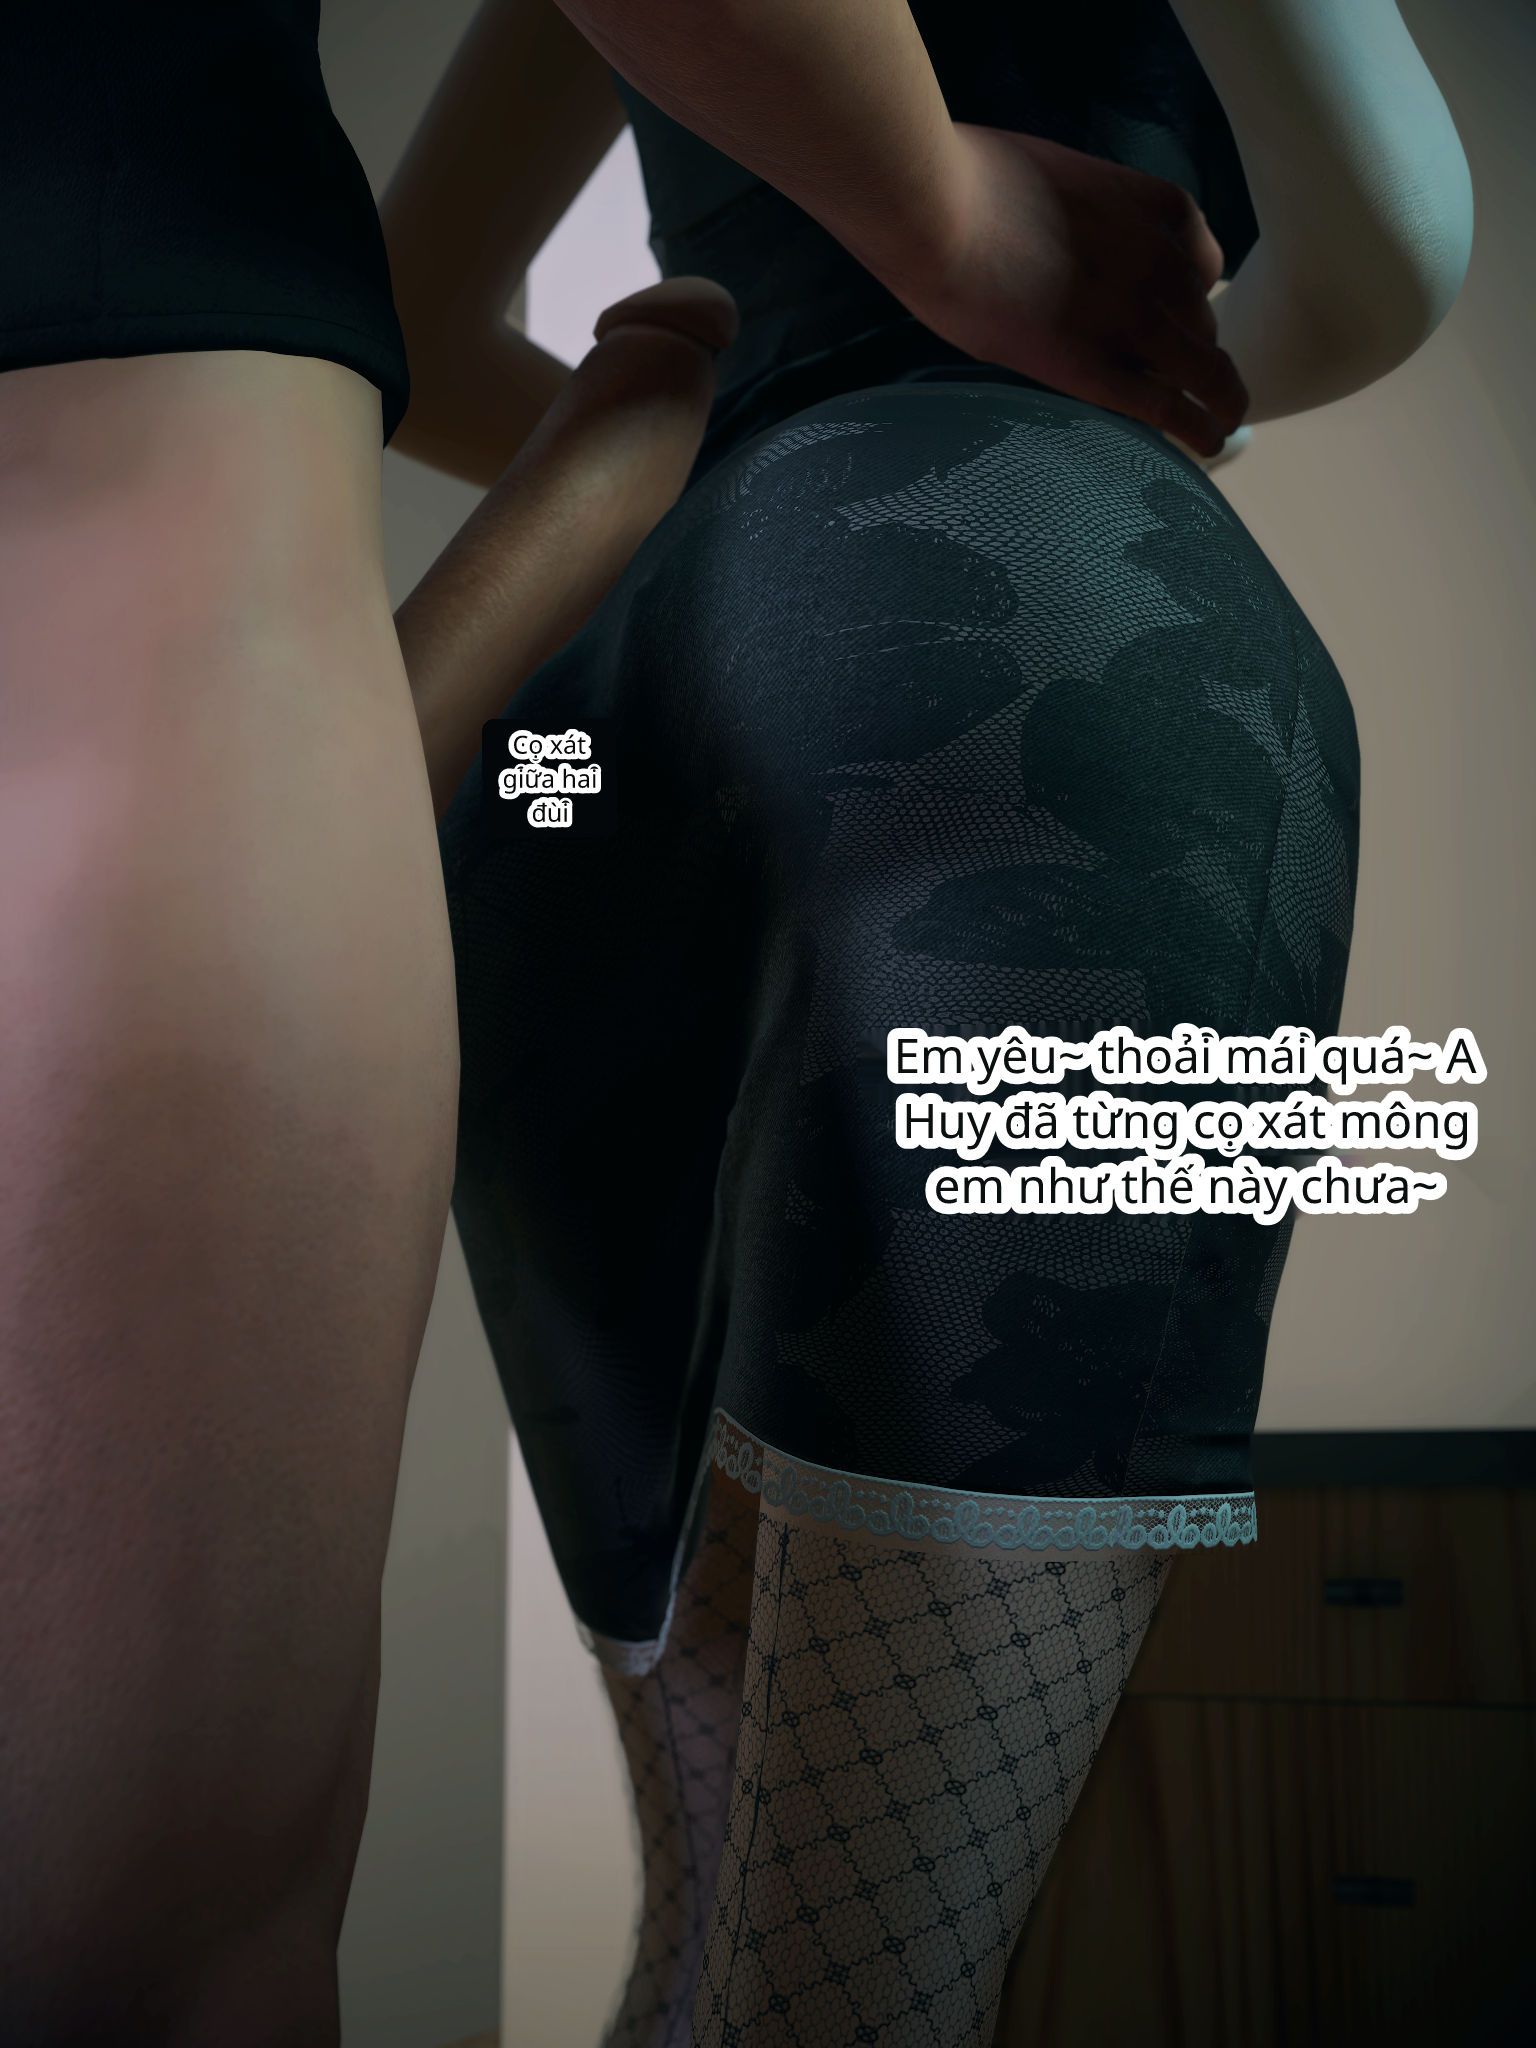 Cọ xát
giữa hai
đùi
Em yêu~ thoải mái quá~ A
Huy đã từng cọ xát mông
em như thế này chưa~